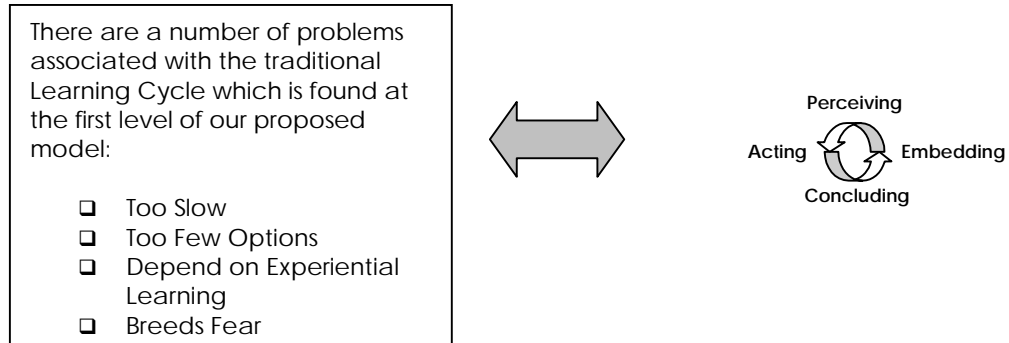 There are a number of problems
associated with the traditional
Learning Cycle which is found at
the first level of our proposed
model:
❑ Too Slow
❑ Too Few Options
❑ Depend on Experiential
Learning
❑ Breeds Fear
Perceiving
Acting Embedding
Concluding